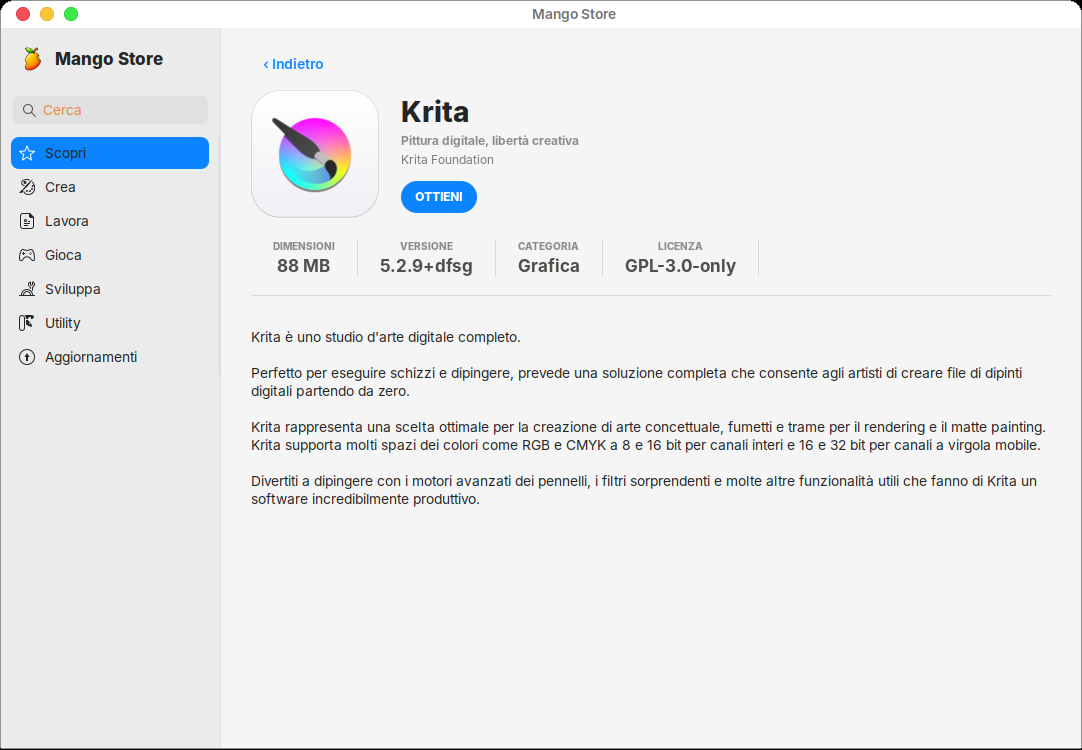 Mango Store
Mango Store
Cerca
Scopri
Crea
Lavora
Gioca
Sviluppa
Utility
Aggiornamenti
‹ Indietro
Krita
Pittura digitale, libertà creativa
Krita Foundation
OTTIENI
DIMENSIONI
88 MB
VERSIONE
5.2.9+dfsg
CATEGORIA
Grafica
LICENZA
GPL-3.0-only
Krita è uno studio d'arte digitale completo.
Perfetto per eseguire schizzi e dipingere, prevede una soluzione completa che consente agli artisti di creare file di dipinti
digitali partendo da zero.
Krita rappresenta una scelta ottimale per la creazione di arte concettuale, fumetti e trame per il rendering e il matte painting.
Krita supporta molti spazi dei colori come RGB e CMYK a 8 e 16 bit per canali interi e 16 e 32 bit per canali a virgola mobile.
Divertiti a dipingere con i motori avanzati dei pennelli, i filtri sorprendenti e molte altre funzionalità utili che fanno di Krita un
software incredibilmente produttivo.